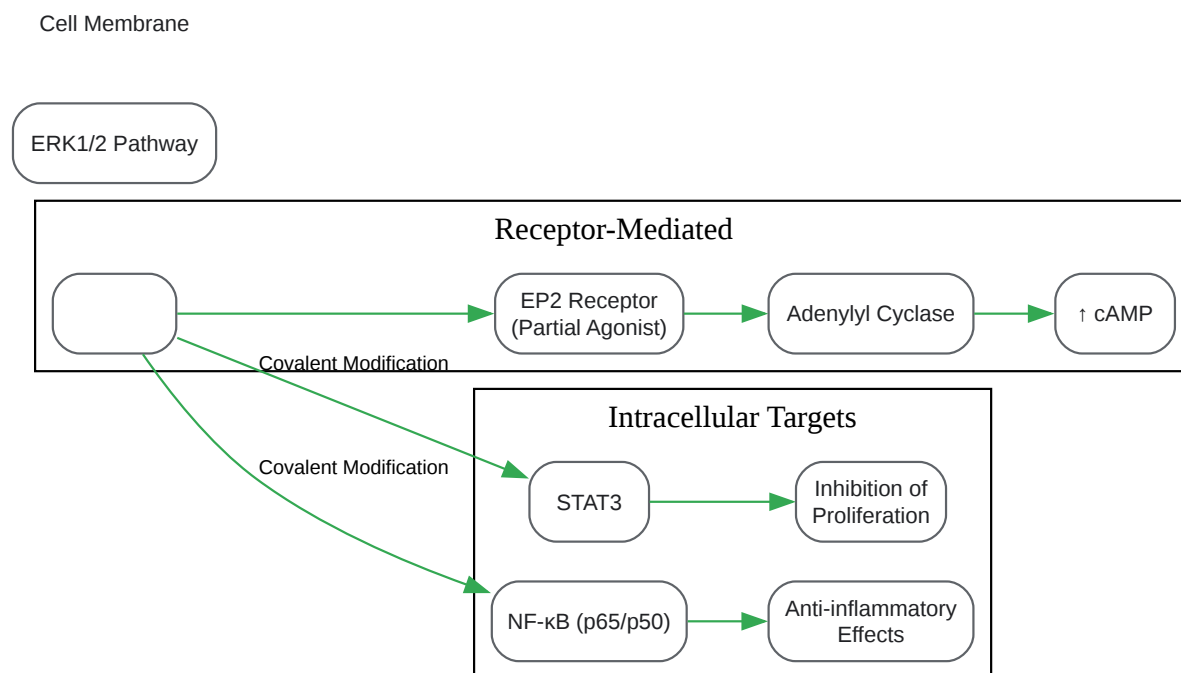 Cell Membrane
ERK1/2 Pathway
Receptor-Mediated
EP2 Receptor
(Partial Agonist)
Adenylyl Cyclase
↑ cAMP
Covalent Modification
Intracellular Targets
Covalent Modification
STAT3
Inhibition of
Proliferation
NF-κB (p65/p50)
Anti-inflammatory
Effects